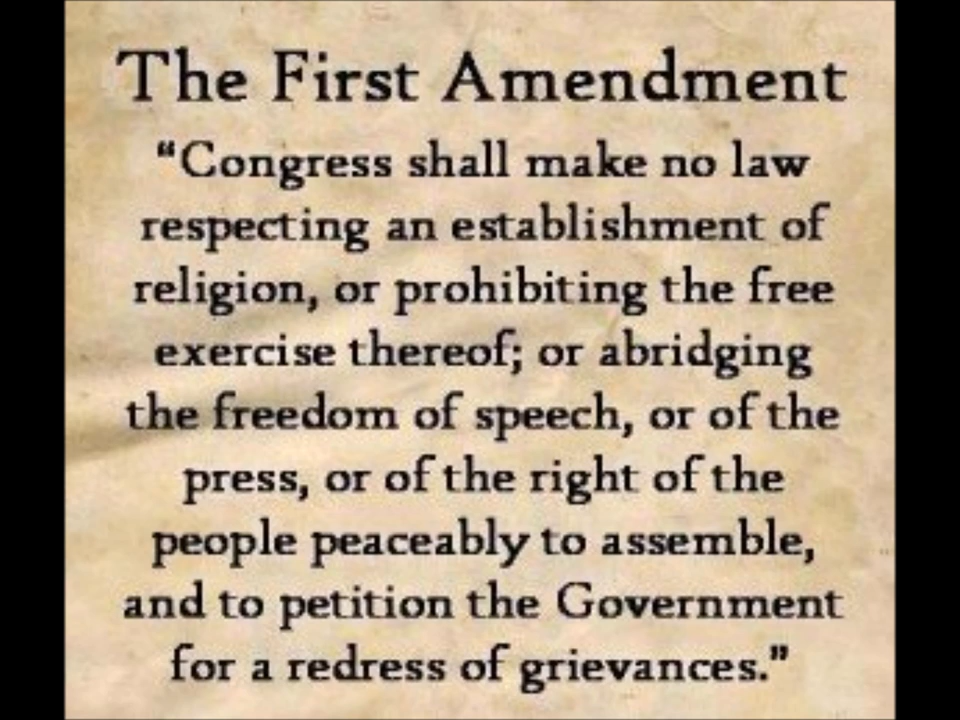 The First Amendment
“Congress shall make no law
respecting an establishment of
religion, or prohibiting the free
exercise thereof; or abridging
the freedom of speech, or of the
press, or of the right of the
people peaceably to assemble,
and to petition the Government
for a redress of grievances.”